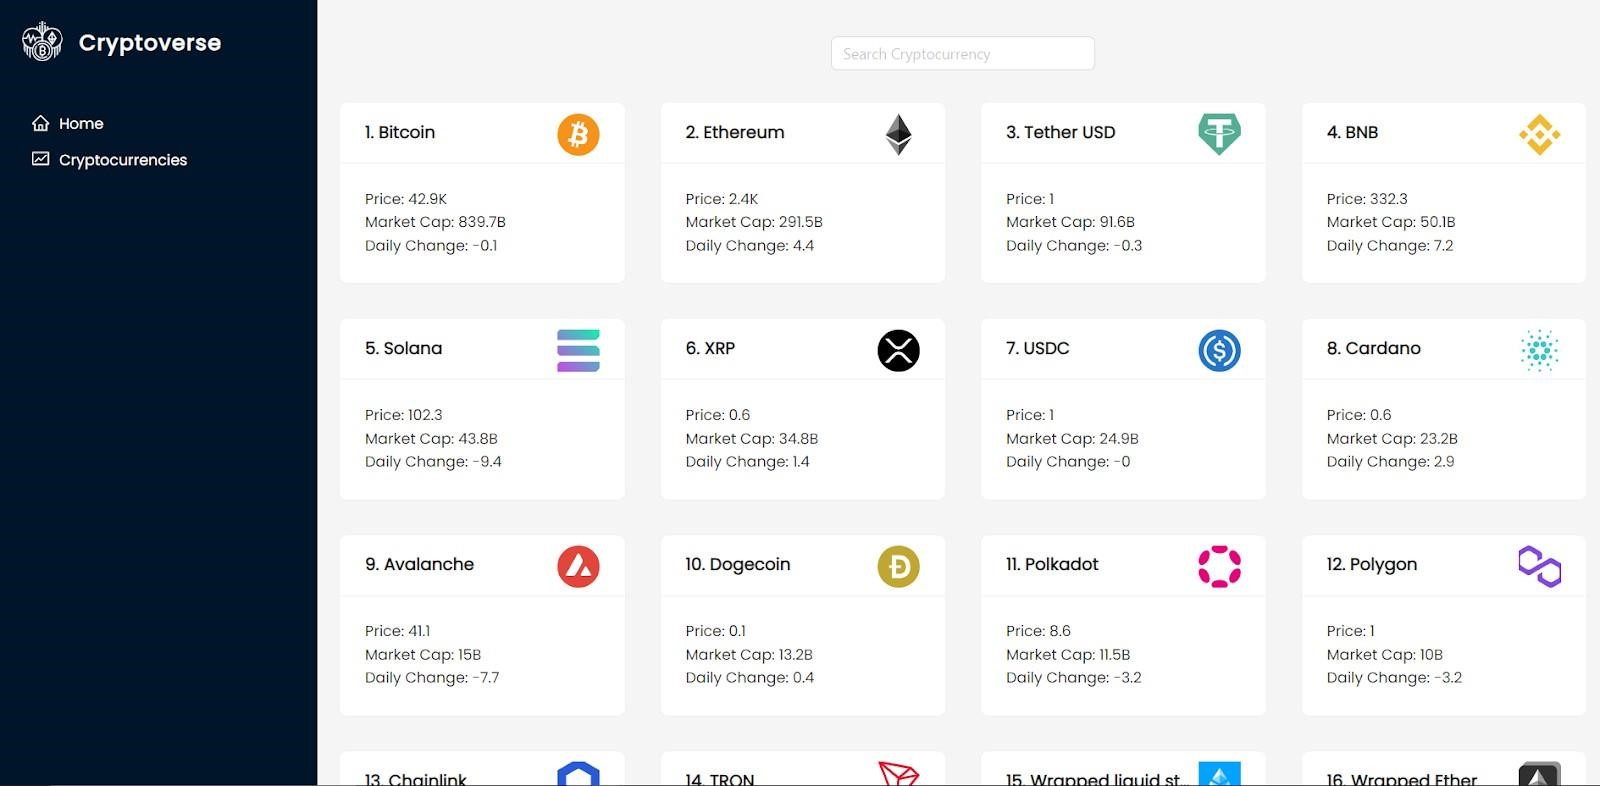 Cryptoverse
Home
Cryptocurrencies
Search Cryptocurrency
1. Bitcoin
Price: 42.9K
Market Cap: 839.7B
Daily Change: -0.1
2. Ethereum
Price: 2.4K
Market Cap: 291.5B
Daily Change: 4.4
3. Tether USD
Price: 1
Market Cap: 91.6B
Daily Change: -0.3
4. BNB
Price: 332.3
Market Cap: 50.1B
Daily Change: 7.2
5. Solana
Price: 102.3
Market Cap: 43.8B
Daily Change: -9.4
6. XRP
Price: 0.6
Market Cap: 34.8B
Daily Change: 1.4
7. USDC
Price: 1
Market Cap: 24.9B
Daily Change: -0
8. Cardano
Price: 0.6
Market Cap: 23.2B
Daily Change: 2.9
9. Avalanche
Price: 41.1
Market Cap: 15B
Daily Change: -7.7
10. Dogecoin
Price: 0.1
Market Cap: 13.2B
Daily Change: 0.4
11. Polkadot
Price: 8.6
Market Cap: 11.5B
Daily Change: -3.2
12. Polygon
Price: 1
Market Cap: 10B
Daily Change: -3.2
13. Chainlink
14. TRON
15. Wrapped liquid st...
16. Wrapped Ether